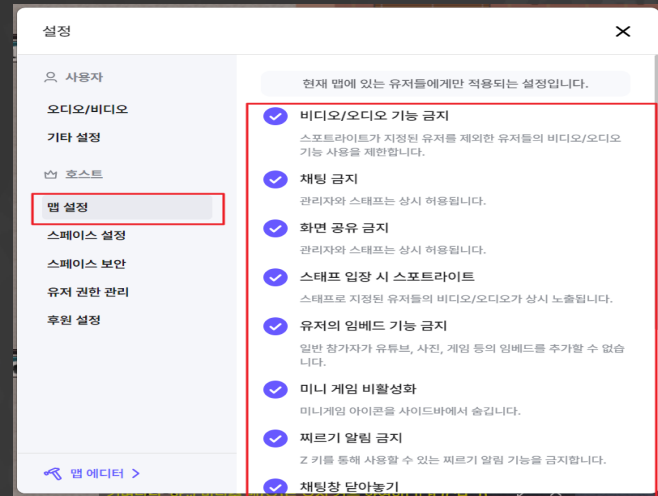 설정
사용자
현재 맵에 있는 유저들에게만 적용되는 설정입니다.
오디오/비디오
기타 설정
호스트
맵 설정
스페이스 설정
스페이스 보안
유저 권한 관리
후원 설정
맵 에디터 >
비디오/오디오 기능 금지
스포트라이트가 지정된 유저를 제외한 유저들의 비디오/오디오
기능 사용을 제한합니다.
채팅 금지
관리자와 스태프는 상시 허용됩니다.
화면 공유 금지
관리자와 스태프는 상시 허용됩니다.
스태프 입장 시 스포트라이트
스태프로 지정된 유저들의 비디오/오디오가 상시 노출됩니다.
유저의 임베드 기능 금지
일반 참가자가 유튜브, 사진, 게임 등의 임베드를 추가할 수 없습
니다.
미니 게임 비활성화
미니게임 아이콘을 사이드바에서 숨깁니다.
찌르기 알림 금지
Z 키를 통해 사용할 수 있는 찌르기 알림 기능을 금지합니다.
채팅창 닫아놓기